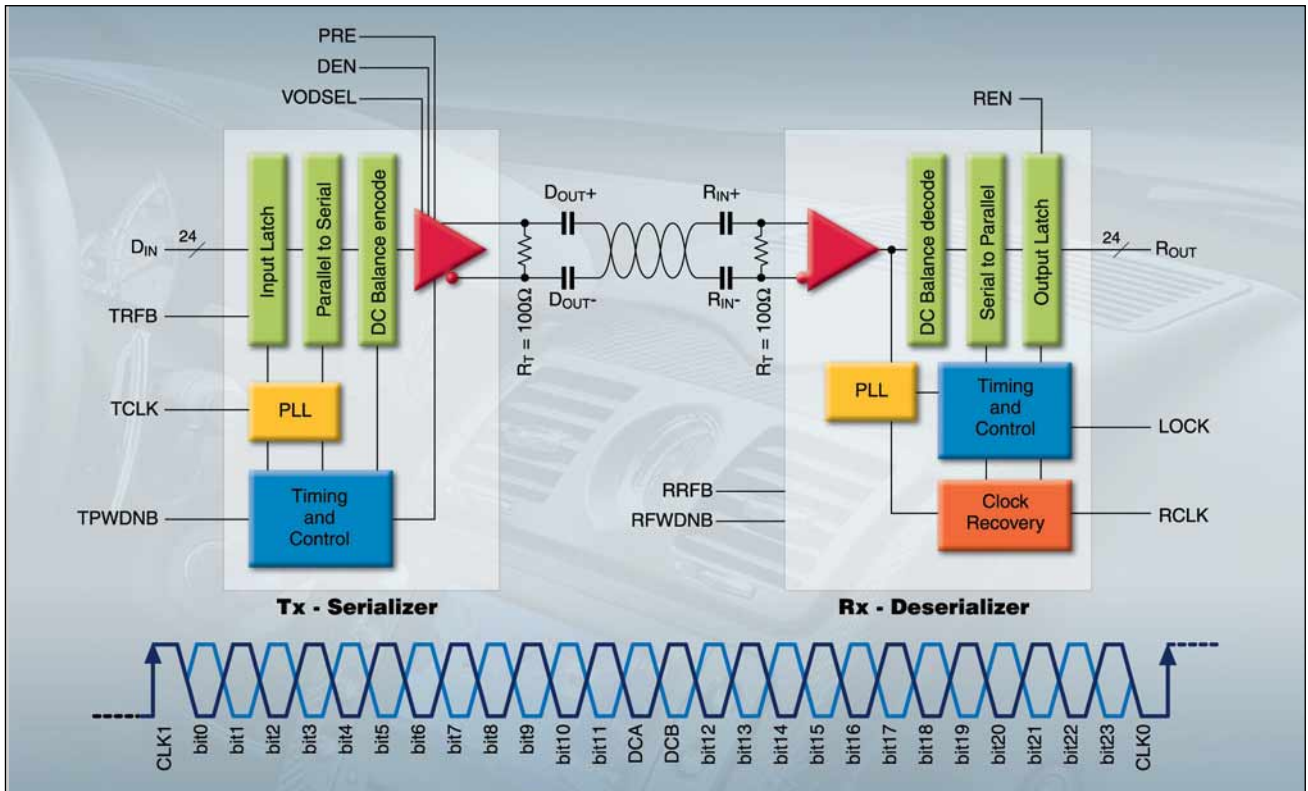 PRE
DEN
VODSEL
REN
Input Latch
Parallel to Serial
DC Balance encode
DIN
24
TRFB
TCLK
PLL
TPWDNB
Timing
and
Control
DOUT+
DOUT-
RT = 100Ω
RIN+
RIN-
RT = 100Ω
DC Balance decode
Serial to Parallel
Output Latch
24
ROUT
PLL
Timing
and
Control
LOCK
RRFB
RFWDNB
Clock
Recovery
RCLK
Tx - Serializer
Rx - Deserializer
CLK1 bit0 bit1 bit2 bit3 bit4 bit5 bit6 bit7 bit8 bit9 bit10 bit11 DCA DCB bit12 bit13 bit14 bit15 bit16 bit17 bit18 bit19 bit20 bit21 bit22 bit23 CLK0